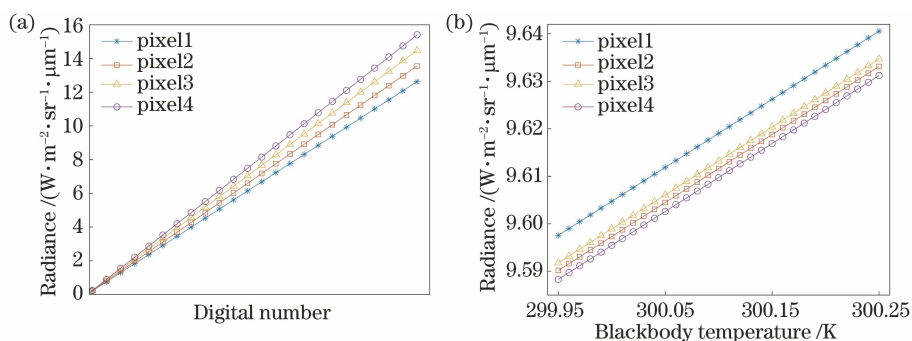 (a)
16
14
12
10
8
6
4
2
0
Radiance /(W·m⁻²·sr⁻¹·μm⁻¹)
pixel1
pixel2
pixel3
pixel4
Digital number
(b)
9.64
9.63
9.62
9.61
9.60
9.59
Radiance /(W·m⁻²·sr⁻¹·μm⁻¹)
pixel1
pixel2
pixel3
pixel4
299.95 300.05 300.15 300.25
Blackbody temperature /K